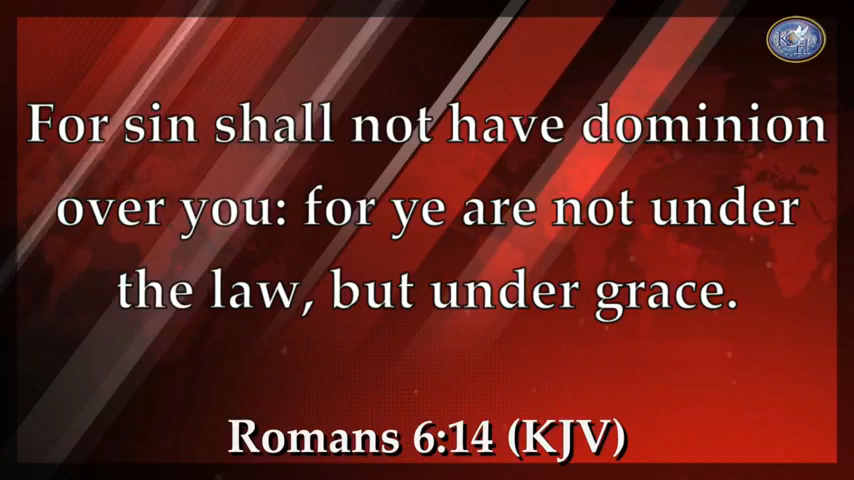 KH
For sin shall not have dominion
over you: for ye are not under
the law, but under grace.
Romans 6:14 (KJV)